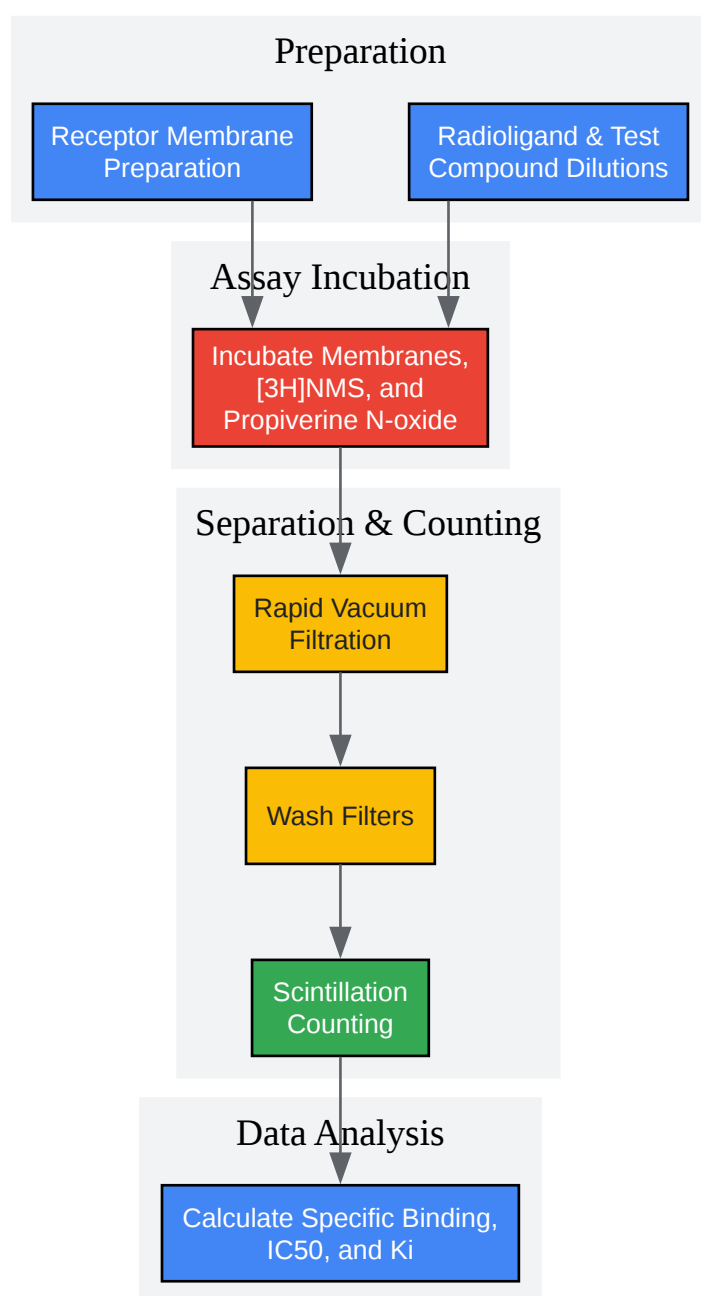 Preparation
Receptor Membrane
Preparation
Radioligand & Test
Compound Dilutions
Assay Incubation
Incubate Membranes,
[3H]NMS, and
Propiverine N-oxide
Separation & Counting
Rapid Vacuum
Filtration
Wash Filters
Scintillation
Counting
Data Analysis
Calculate Specific Binding,
IC50, and Ki